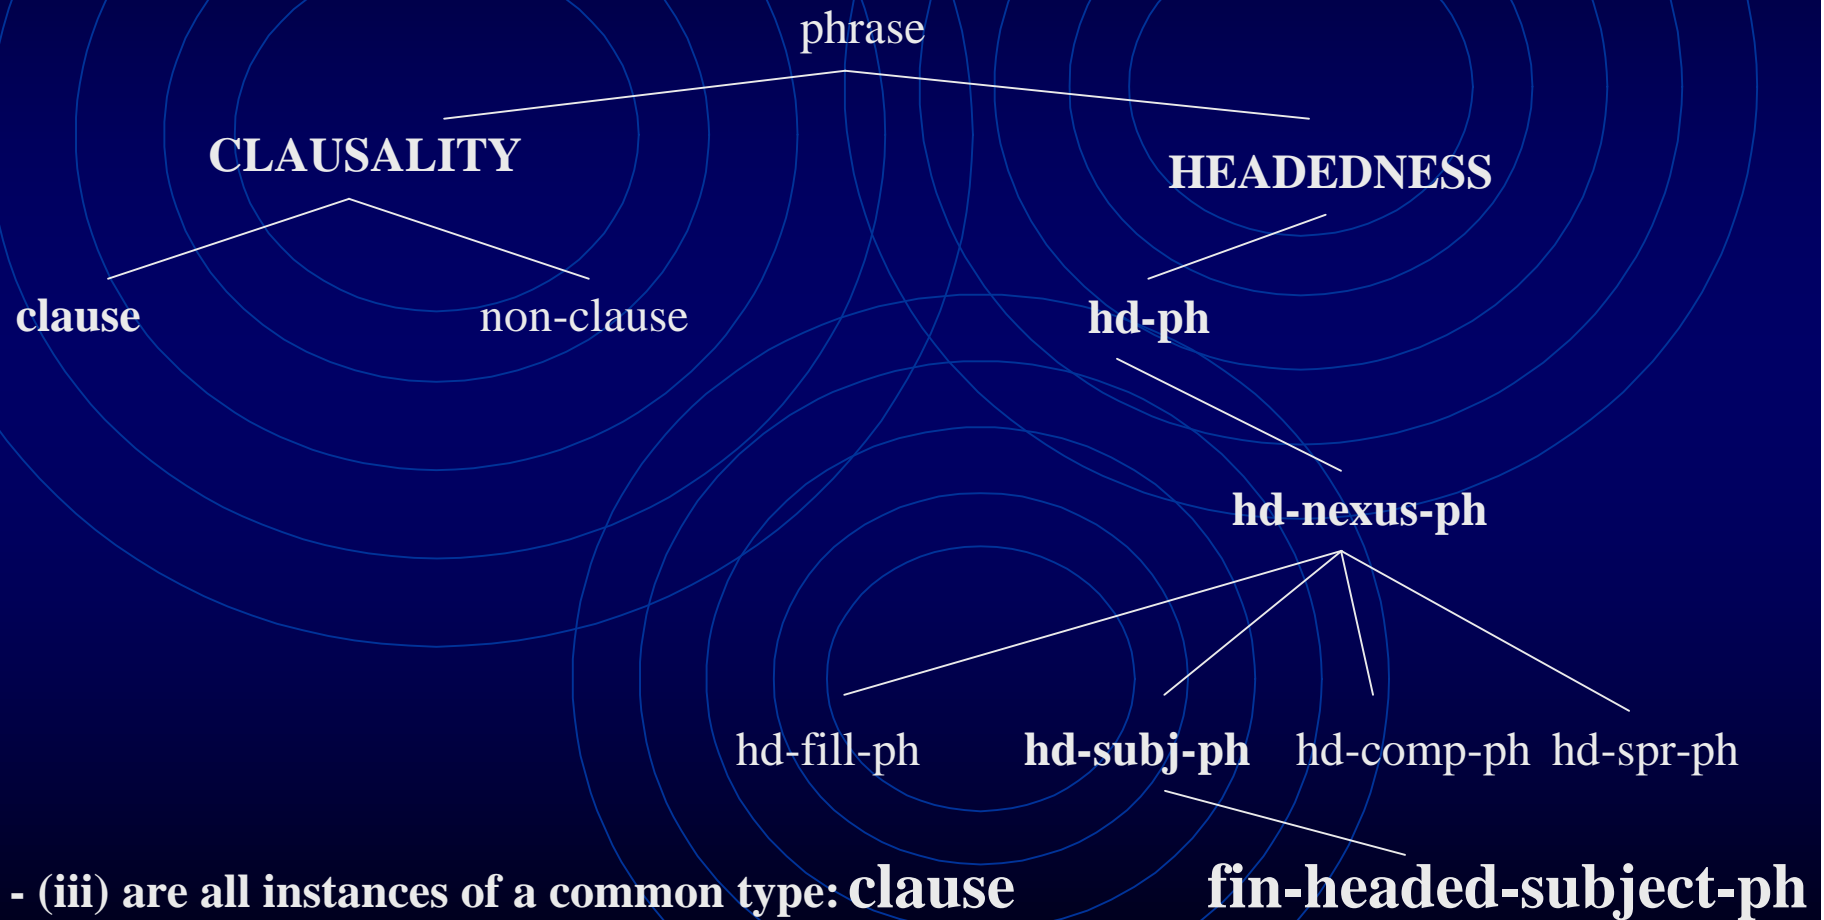 phrase
CLAUSALITY
HEADEDNESS
clause non-clause hd-ph
hd-nexus-ph
hd-fill-ph hd-subj-ph hd-comp-ph hd-spr-ph
- (iii) are all instances of a common type: clause fin-headed-subject-ph